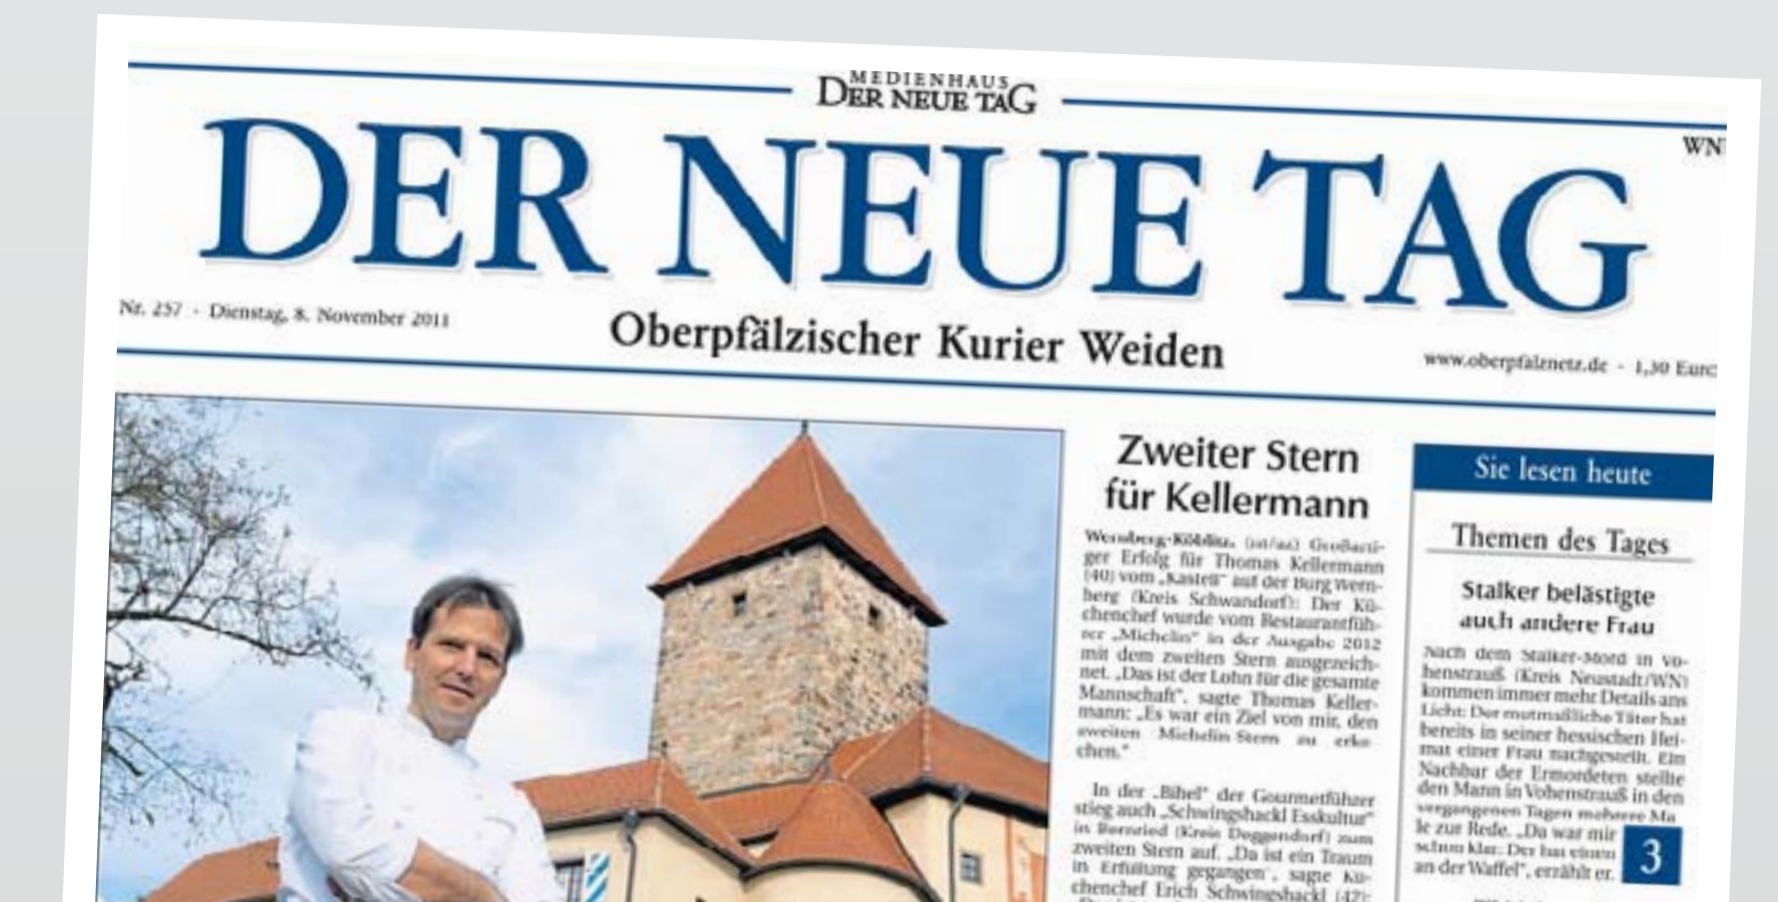 MEDIENHAUS
DER NEUE TAG
DER NEUE TAG
WN
Nr. 257 - Dienstag, 8. November 2011
Oberpfälzischer Kurier Weiden
www.oberpfalznetz.de - 1,30 Euro
Zweiter Stern
für Kellermann
Wernberg-Köblitz. Großarti-
ger Erfolg für Thomas Kellermann
(40) vom „Kastell" auf der Burg Wern-
berg (Kreis Schwandorf): Der Kü-
chenchef wurde vom Restaurantfüh-
rer „Michelin" in der Ausgabe 2012
mit dem zweiten Stern ausgezeich-
net. „Das ist der Lohn für die gesamte
Mannschaft", sagte Thomas Keller-
mann: „Es war ein Ziel von mir, den
zweiten Michelin-Stern zu erko-
chen."
In der „Bibel" der Gourmetführer
stieg auch „Schwingshackl Esskultur"
in Bernried (Kreis Deggendorf) zum
zweiten Stern auf. „Da ist ein Traum
in Erfüllung gegangen", sagte Kü-
chenchef Erich Schwingshackl (42):
Sie lesen heute
Themen des Tages
Stalker belästigte
auch andere Frau
Nach dem Stalker-Mord in Vo-
henstrauß (Kreis Neustadt/WN)
kommen immer mehr Details ans
Licht: Der mutmaßliche Täter hat
bereits in seiner hessischen Hei-
mat einer Frau nachgestellt. Ein
Nachbar der Ermordeten stellte
den Mann in Vohenstrauß in den
vergangenen Tagen mehrere Ma-
le zur Rede. „Da war mir
schon klar: Der hat einen
an der Waffel", erzählt er.
3